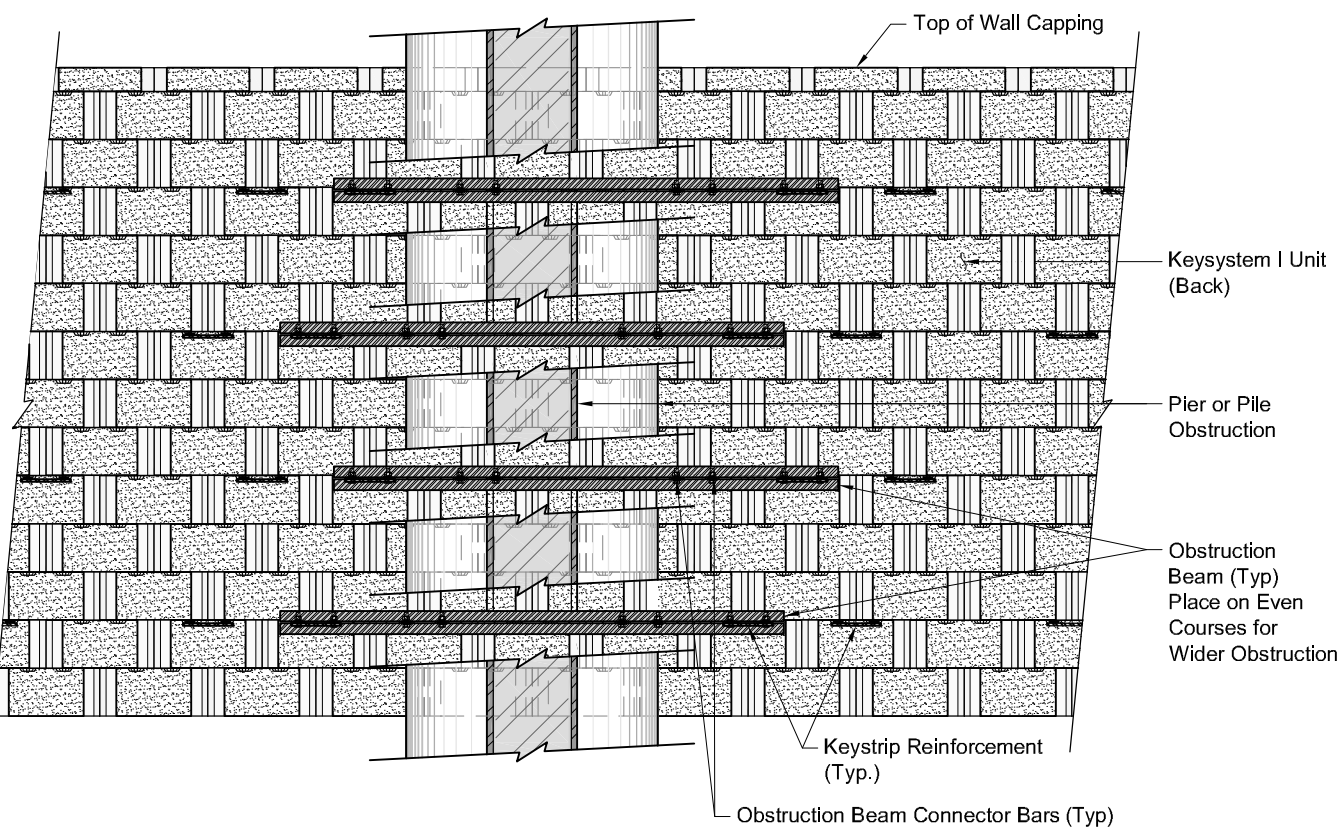 Top of Wall Capping
Keysystem I Unit
(Back)
Pier or Pile
Obstruction
Obstruction
Beam (Typ)
Place on Even
Courses for
Wider Obstruction
Keystrip Reinforcement
(Typ.)
Obstruction Beam Connector Bars (Typ)